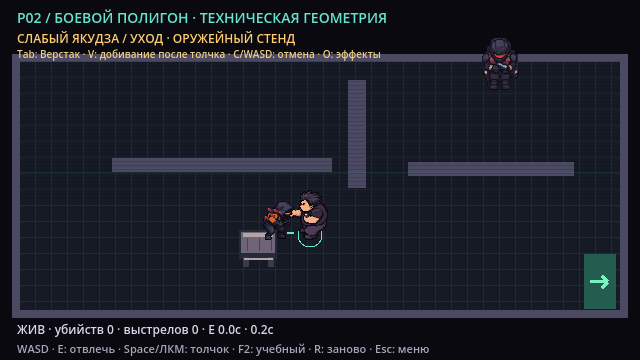 P02 / БОЕВОЙ ПОЛИГОН · ТЕХНИЧЕСКАЯ ГЕОМЕТРИЯ
СЛАБЫЙ ЯКУДЗА / УХОД · ОРУЖЕЙНЫЙ СТЕНД
Tab: Верстак · V: добивание после толчка · C/WASD: отмена · O: эффекты
ЖИВ · убийств 0 · выстрелов 0 · E 0.0с · 0.2с
WASD · E: отвлечь · Space/ЛКМ: толчок · F2: учебный · R: заново · Esc: меню